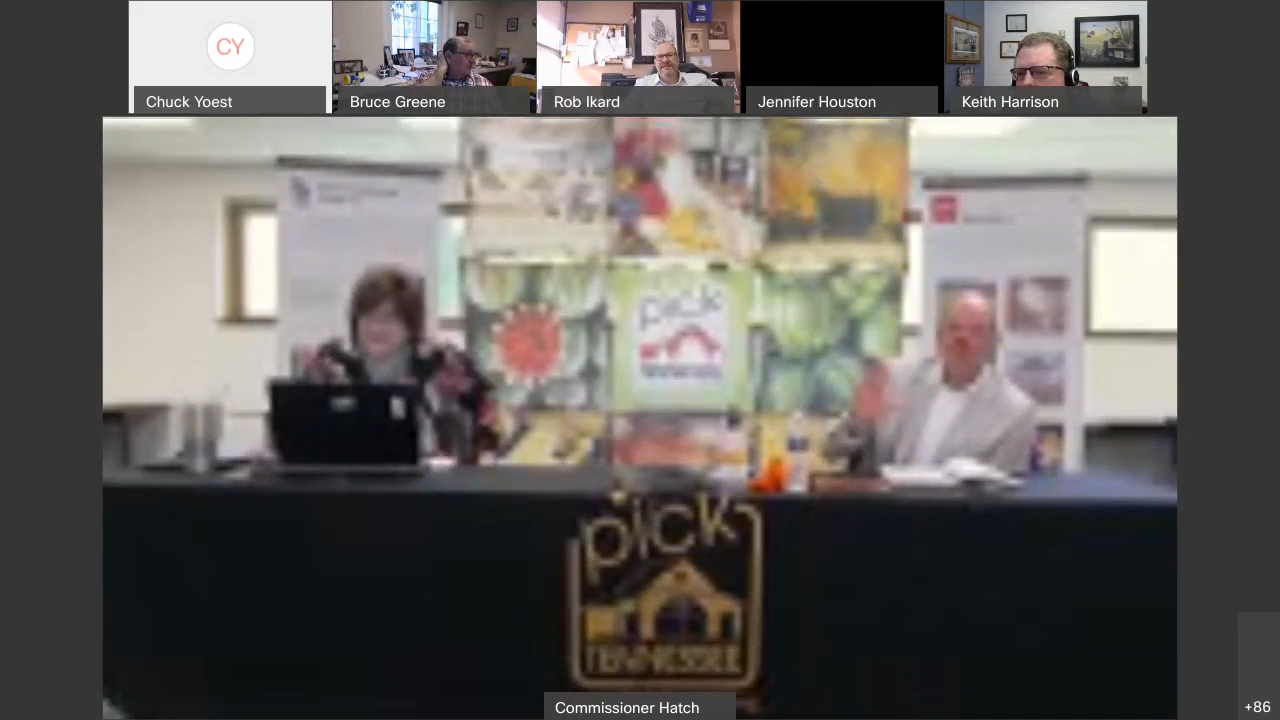 CY
Chuck Yoest
Bruce Greene
Rob Ikard
Jennifer Houston
Keith Harrison
pick
pick
TENNESSEE
Commissioner Hatch
+86